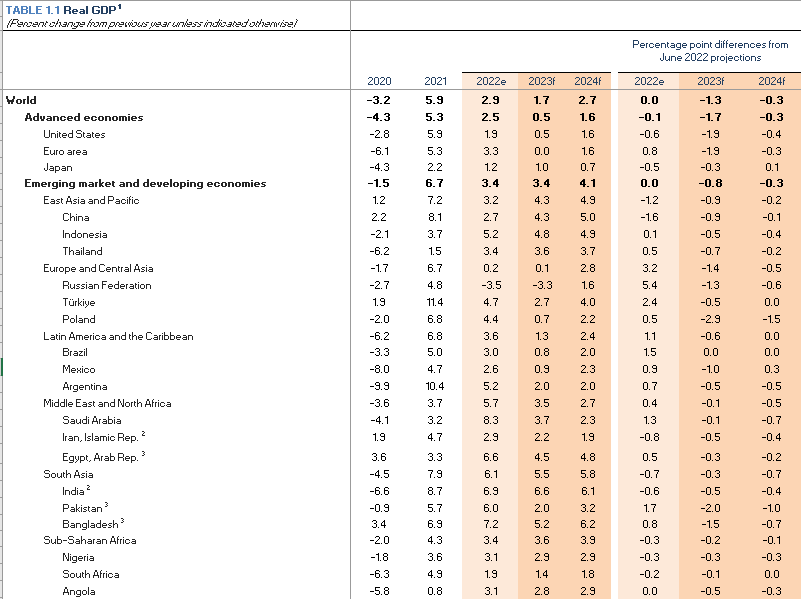 TABLE 1.1 Real GDP 1
(Percent change from previous year unless indicated otherwise)
Percentage point differences from
June 2022 projections
2020 2021 2022e 2023f 2024f 2022e 2023f 2024f
World -3.2 5.9 2.9 1.7 2.7 0.0 -1.3 -0.3
Advanced economies -4.3 5.3 2.5 0.5 1.6 -0.1 -1.7 -0.3
United States -2.8 5.9 1.9 0.5 1.6 -0.6 -1.9 -0.4
Euro area -6.1 5.3 3.3 0.0 1.6 0.8 -1.9 -0.3
Japan -4.3 2.2 1.2 1.0 0.7 -0.5 -0.3 0.1
Emerging market and developing economies -1.5 6.7 3.4 3.4 4.1 0.0 -0.8 -0.3
East Asia and Pacific 1.2 7.2 3.2 4.3 4.9 -1.2 -0.9 -0.2
China 2.2 8.1 2.7 4.3 5.0 -1.6 -0.9 -0.1
Indonesia -2.1 3.7 5.2 4.8 4.9 0.1 -0.5 -0.4
Thailand -6.2 1.5 3.4 3.6 3.7 0.5 -0.7 -0.2
Europe and Central Asia -1.7 6.7 0.2 0.1 2.8 3.2 -1.4 -0.5
Russian Federation -2.7 4.8 -3.5 -3.3 1.6 5.4 -1.3 -0.6
Türkiye 1.9 11.4 4.7 2.7 4.0 2.4 -0.5 0.0
Poland -2.0 6.8 4.4 0.7 2.2 0.5 -2.9 -1.5
Latin America and the Caribbean -6.2 6.8 3.6 1.3 2.4 1.1 -0.6 0.0
Brazil -3.3 5.0 3.0 0.8 2.0 1.5 0.0 0.0
Mexico -8.0 4.7 2.6 0.9 2.3 0.9 -1.0 0.3
Argentina -9.9 10.4 5.2 2.0 2.0 0.7 -0.5 -0.5
Middle East and North Africa -3.6 3.7 5.7 3.5 2.7 0.4 -0.1 -0.5
Saudi Arabia -4.1 3.2 8.3 3.7 2.3 1.3 -0.1 -0.7
Iran, Islamic Rep. 2 1.9 4.7 2.9 2.2 1.9 -0.8 -0.5 -0.4
Egypt, Arab Rep. 3 3.6 3.3 6.6 4.5 4.8 0.5 -0.3 -0.2
South Asia -4.5 7.9 6.1 5.5 5.8 -0.7 -0.3 -0.7
India 2 -6.6 8.7 6.9 6.6 6.1 -0.6 -0.5 -0.4
Pakistan 3 -0.9 5.7 6.0 2.0 3.2 1.7 -2.0 -1.0
Bangladesh 3 3.4 6.9 7.2 5.2 6.2 0.8 -1.5 -0.7
Sub-Saharan Africa -2.0 4.3 3.4 3.6 3.9 -0.3 -0.2 -0.1
Nigeria -1.8 3.6 3.1 2.9 2.9 -0.3 -0.3 -0.3
South Africa -6.3 4.9 1.9 1.4 1.8 -0.2 -0.1 0.0
Angola -5.8 0.8 3.1 2.8 2.9 0.0 -0.5 -0.3